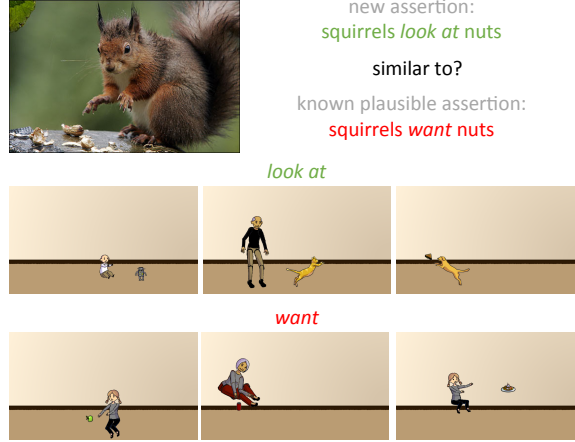 new assertion:
squirrels look at nuts
similar to?
known plausible assertion:
squirrels want nuts
look at
want